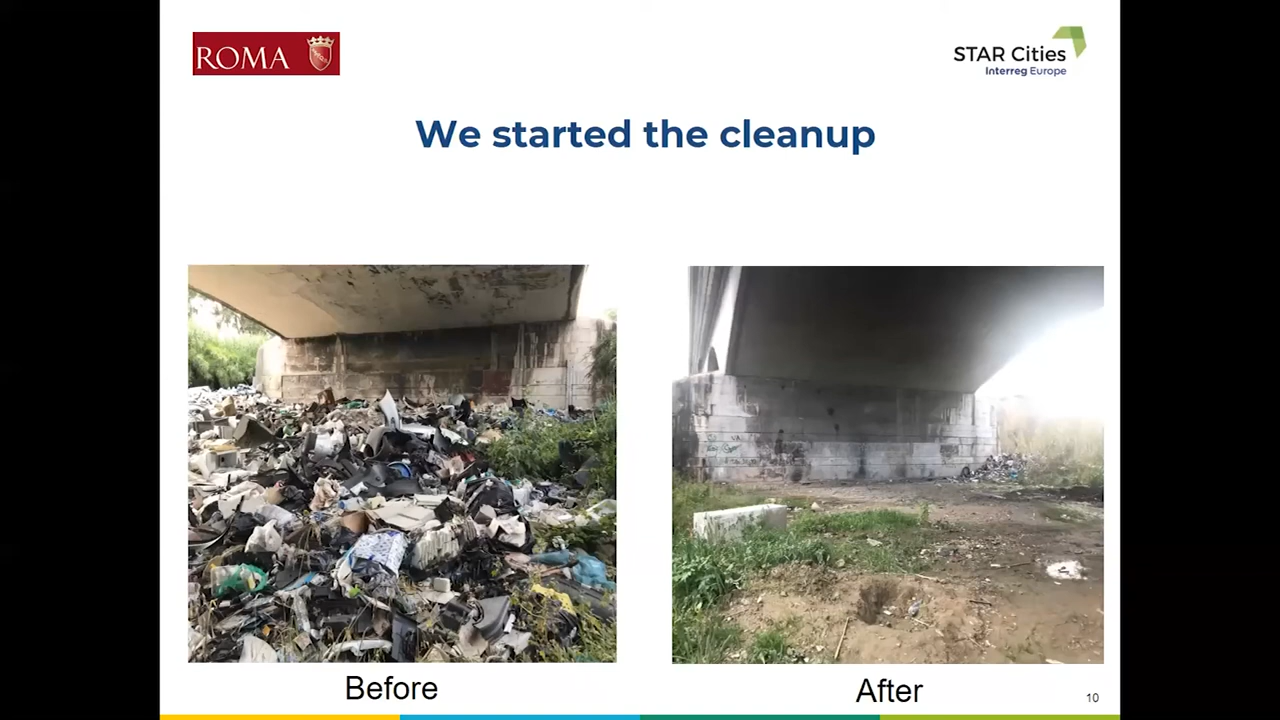 ROMA
STAR Cities
Interreg Europe
We started the cleanup
Before
After
10